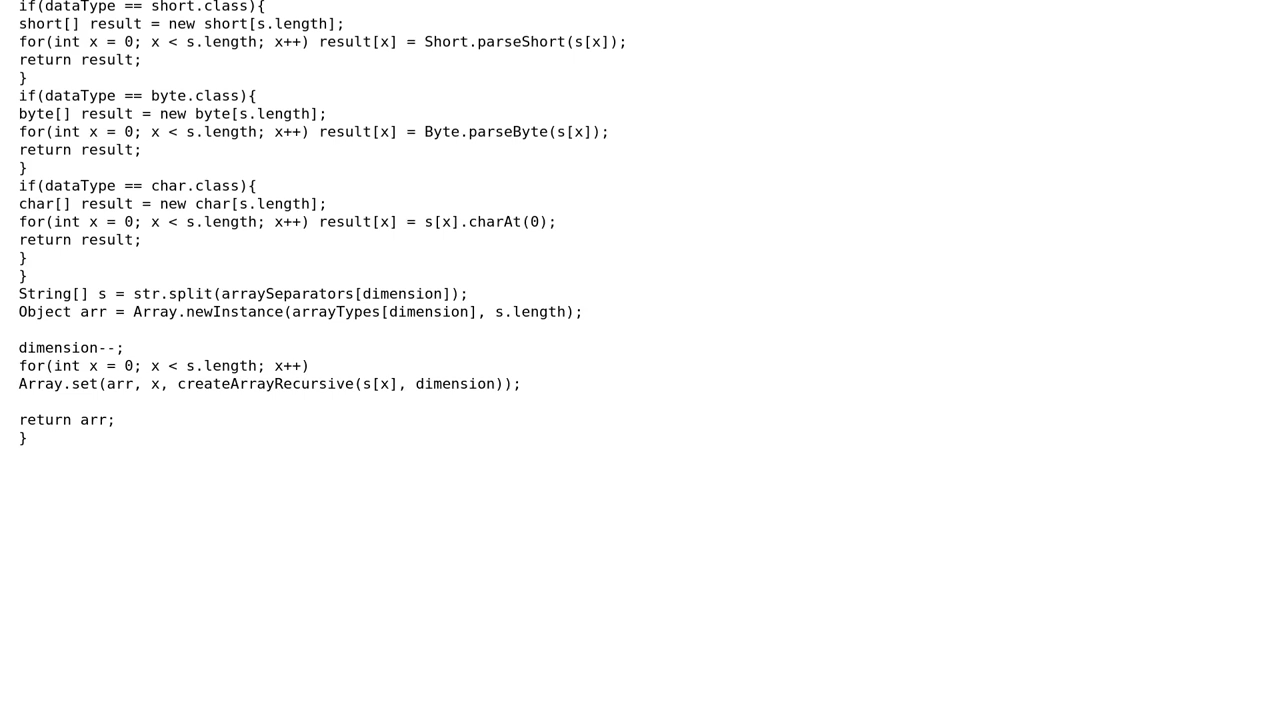 if(dataType == short.class){
short[] result = new short[s.length];
for(int x = 0; x < s.length; x++) result[x] = Short.parseShort(s[x]);
return result;
}
if(dataType == byte.class){
byte[] result = new byte[s.length];
for(int x = 0; x < s.length; x++) result[x] = Byte.parseByte(s[x]);
return result;
}
if(dataType == char.class){
char[] result = new char[s.length];
for(int x = 0; x < s.length; x++) result[x] = s[x].charAt(0);
return result;
}
}
String[] s = str.split(arraySeparators[dimension]);
Object arr = Array.newInstance(arrayTypes[dimension], s.length);

dimension--;
for(int x = 0; x < s.length; x++)
Array.set(arr, x, createArrayRecursive(s[x], dimension));

return arr;
}